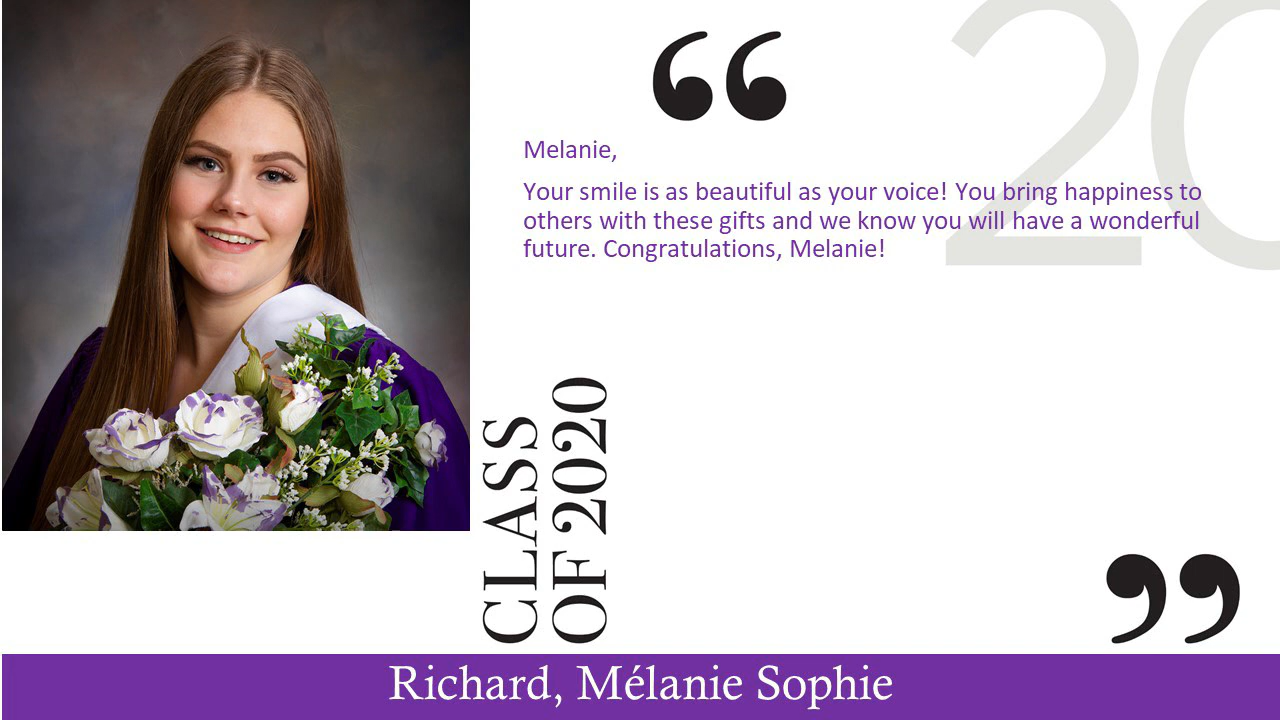 “
20
Melanie,
Your smile is as beautiful as your voice! You bring happiness to
others with these gifts and we know you will have a wonderful
future. Congratulations, Melanie!
CLASS
OF 2020
”
Richard, Mélanie Sophie